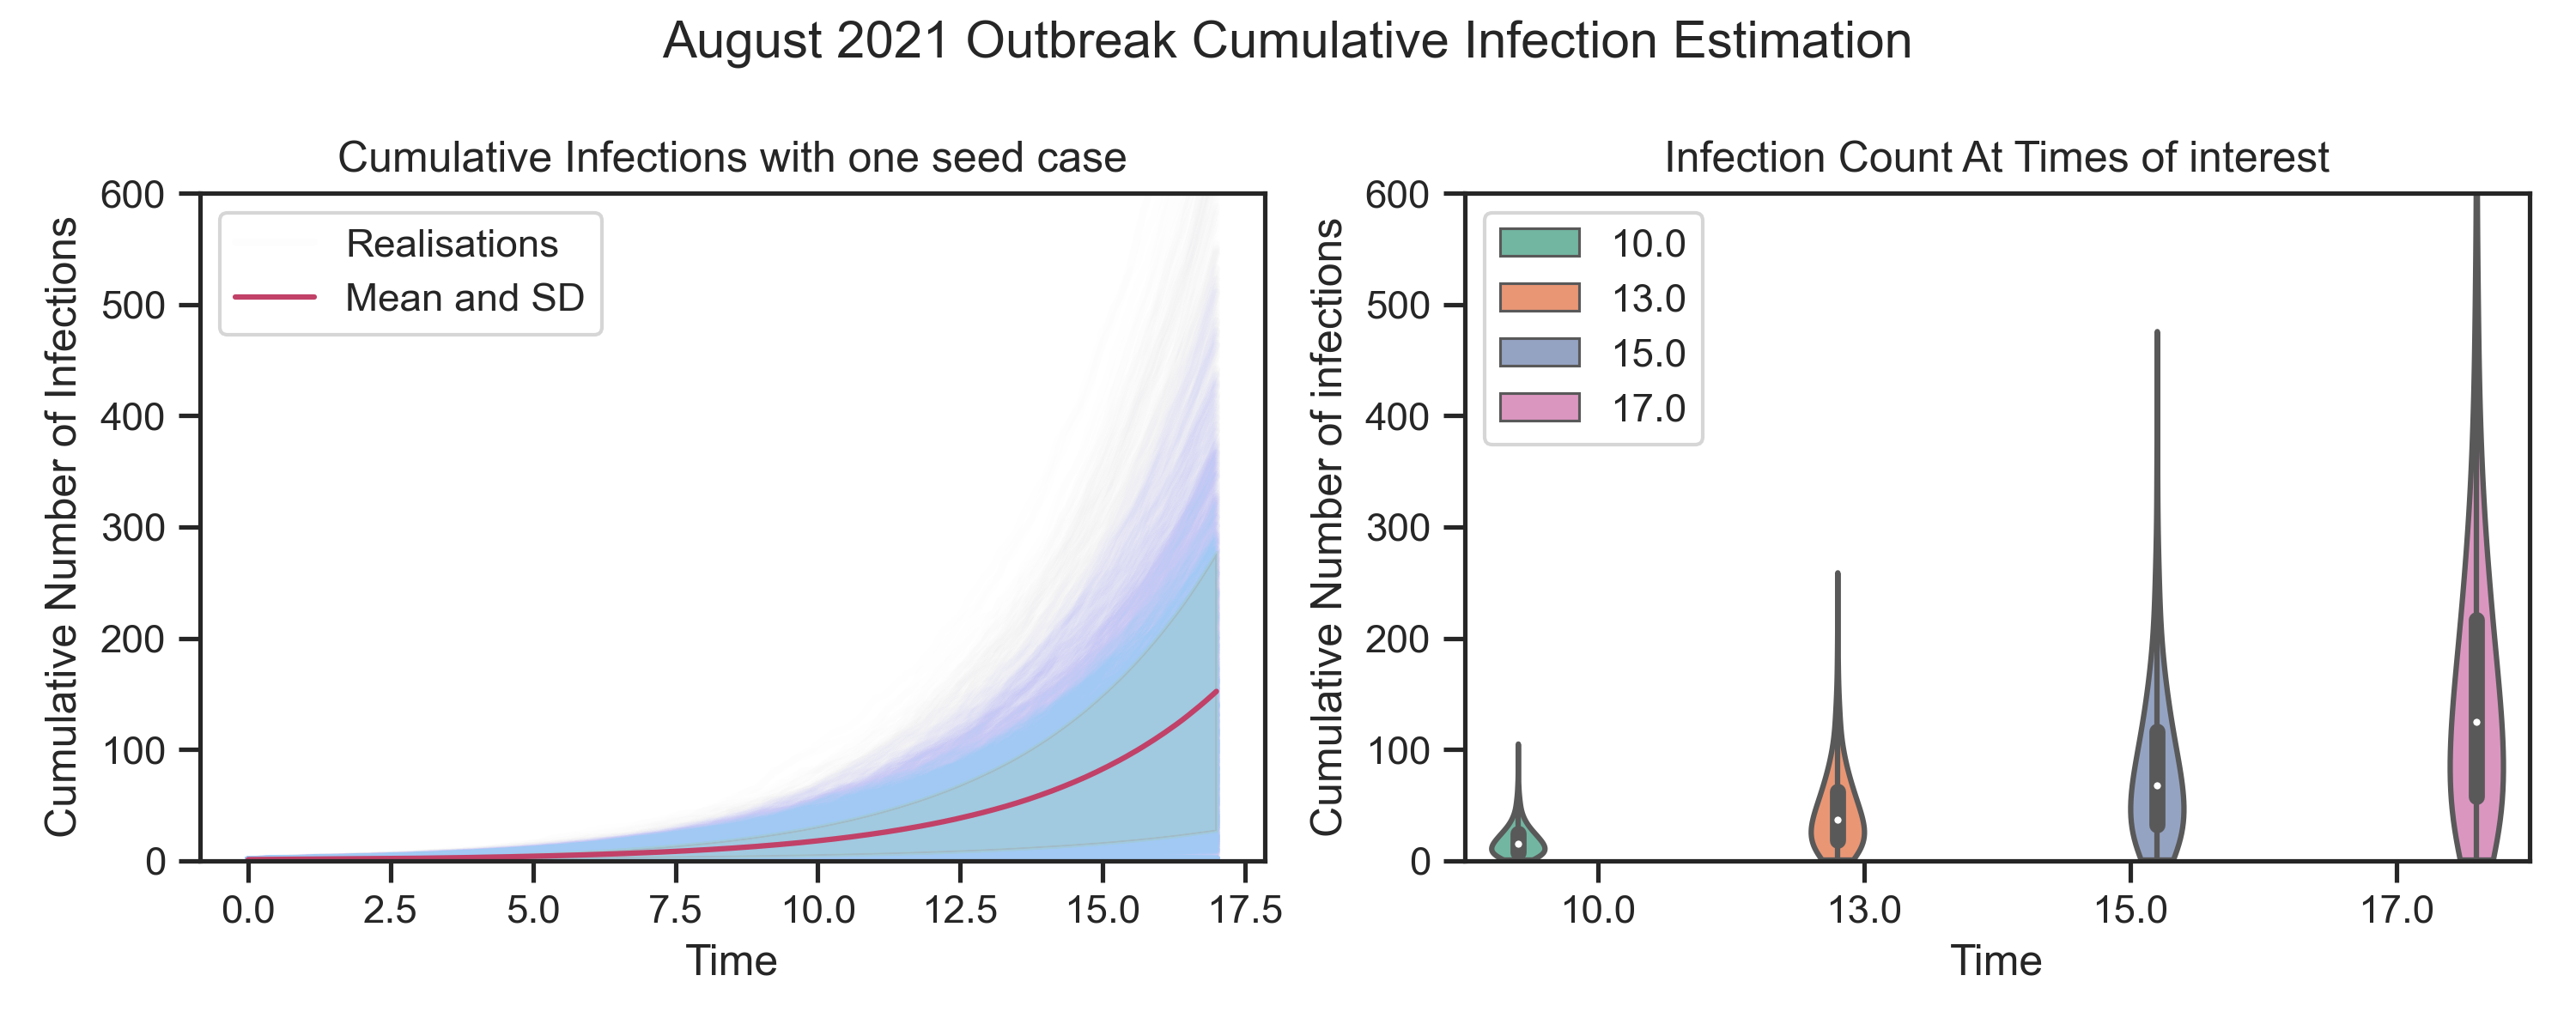 August 2021 Outbreak Cumulative Infection Estimation
Cumulative Infections with one seed case
Cumulative Number of Infections
600
500
400
300
200
100
0
Realisations
Mean and SD
0.0 2.5 5.0 7.5 10.0 12.5 15.0 17.5
Time
Infection Count At Times of interest
Cumulative Number of infections
600
500
400
300
200
100
0
10.0
13.0
15.0
17.0
10.0 13.0 15.0 17.0
Time